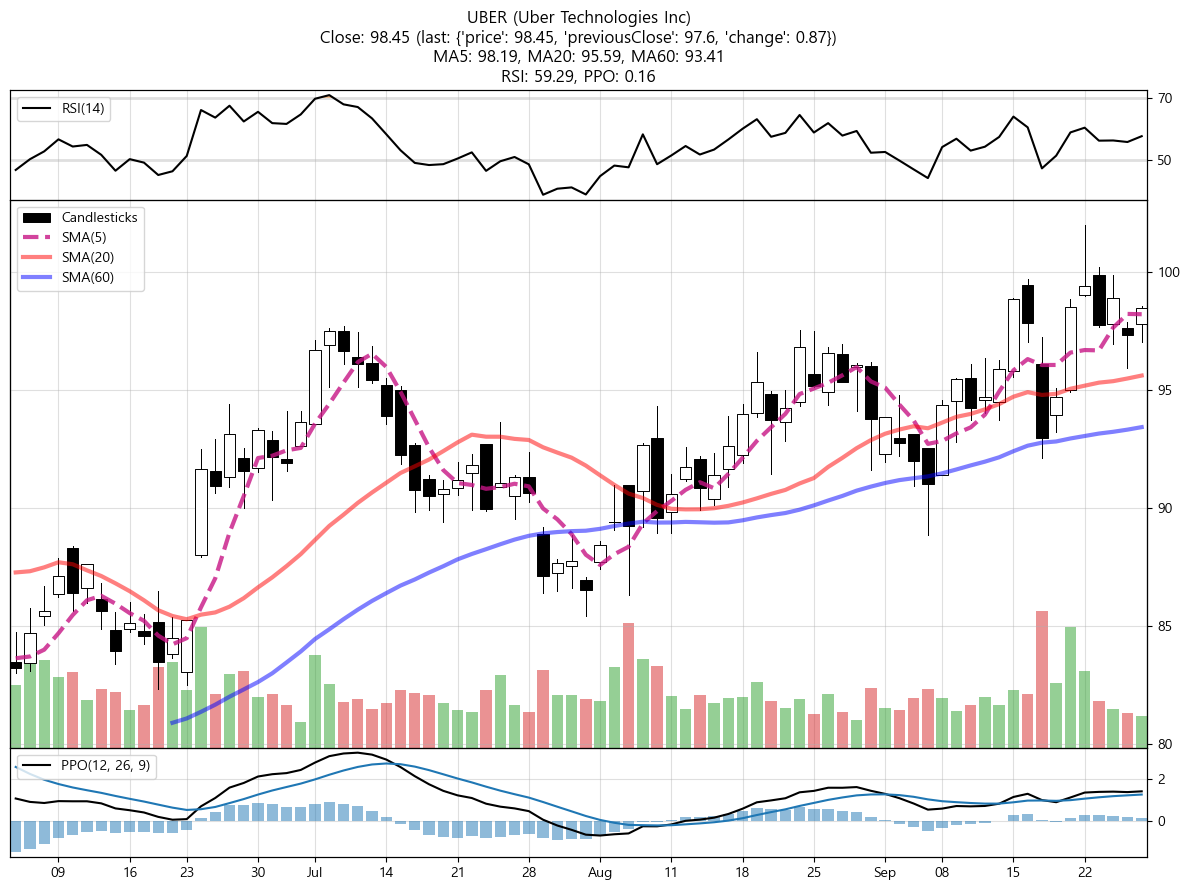 UBER (Uber Technologies Inc)
Close: 98.45 (last: {'price': 98.45, 'previousClose': 97.6, 'change': 0.87})
MA5: 98.19, MA20: 95.59, MA60: 93.41
RSI: 59.29, PPO: 0.16
RSI(14)
70
50
Candlesticks
SMA(5)
SMA(20)
SMA(60)
100
95
90
85
80
PPO(12, 26, 9)
2
0
09 16 23 30 Jul 14 21 28 Aug 11 18 25 Sep 08 15 22